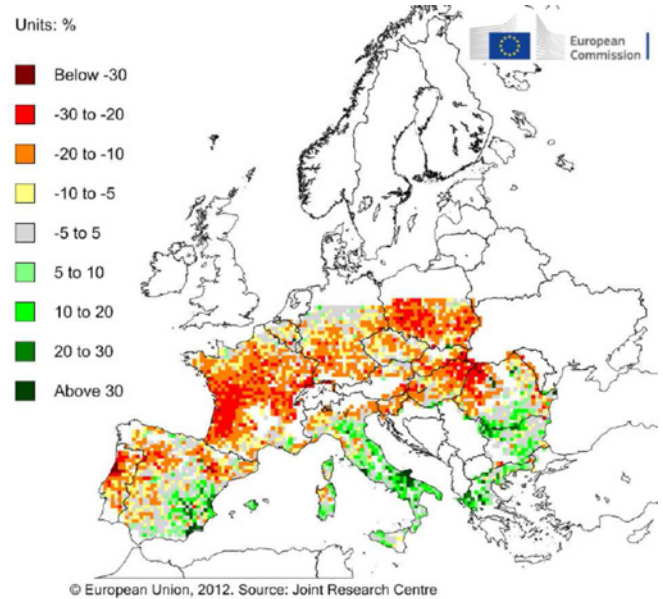 Units: %
European
Commission
Below -30
-30 to -20
-20 to -10
-10 to -5
-5 to 5
5 to 10
10 to 20
20 to 30
Above 30
© European Union, 2012. Source: Joint Research Centre